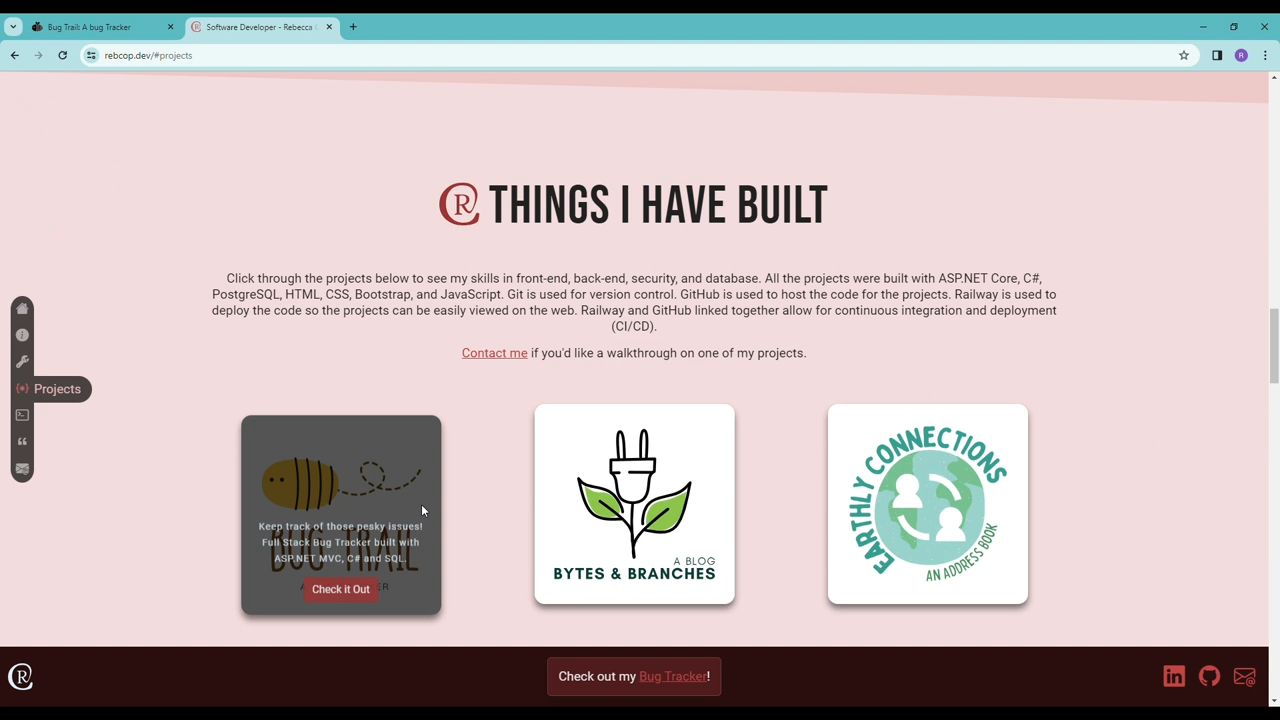 Bug Trail: A bug Tracker
Software Developer - Rebecca
rebcop.dev/#projects
R
CR THINGS I HAVE BUILT
Click through the projects below to see my skills in front-end, back-end, security, and database. All the projects were built with ASP.NET Core, C#,
PostgreSQL, HTML, CSS, Bootstrap, and JavaScript. Git is used for version control. GitHub is used to host the code for the projects. Railway is used to
deploy the code so the projects can be easily viewed on the web. Railway and GitHub linked together allow for continuous integration and deployment
(CI/CD).
Contact me if you'd like a walkthrough on one of my projects.
Projects
Keep track of those pesky issues!
Full Stack Bug Tracker built with
ASP.NET MVC, C# and SQL.
BUG TRAIL
Check it Out
A BLOG
BYTES & BRANCHES
EARTHLY CONNECTIONS
AN ADDRESS BOOK
CR
Check out my Bug Tracker!
in